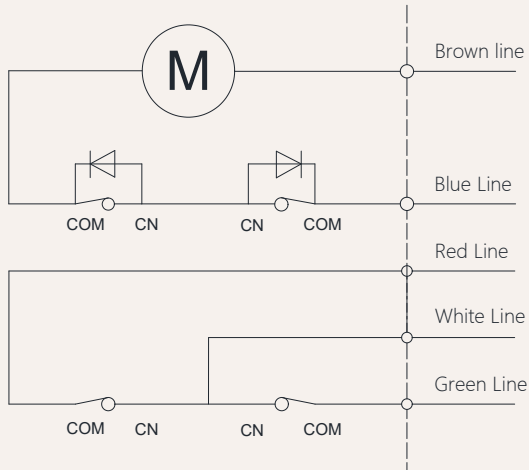 M
Brown line
Blue Line
COM CN CN COM
Red Line
White Line
Green Line
COM CN CN COM